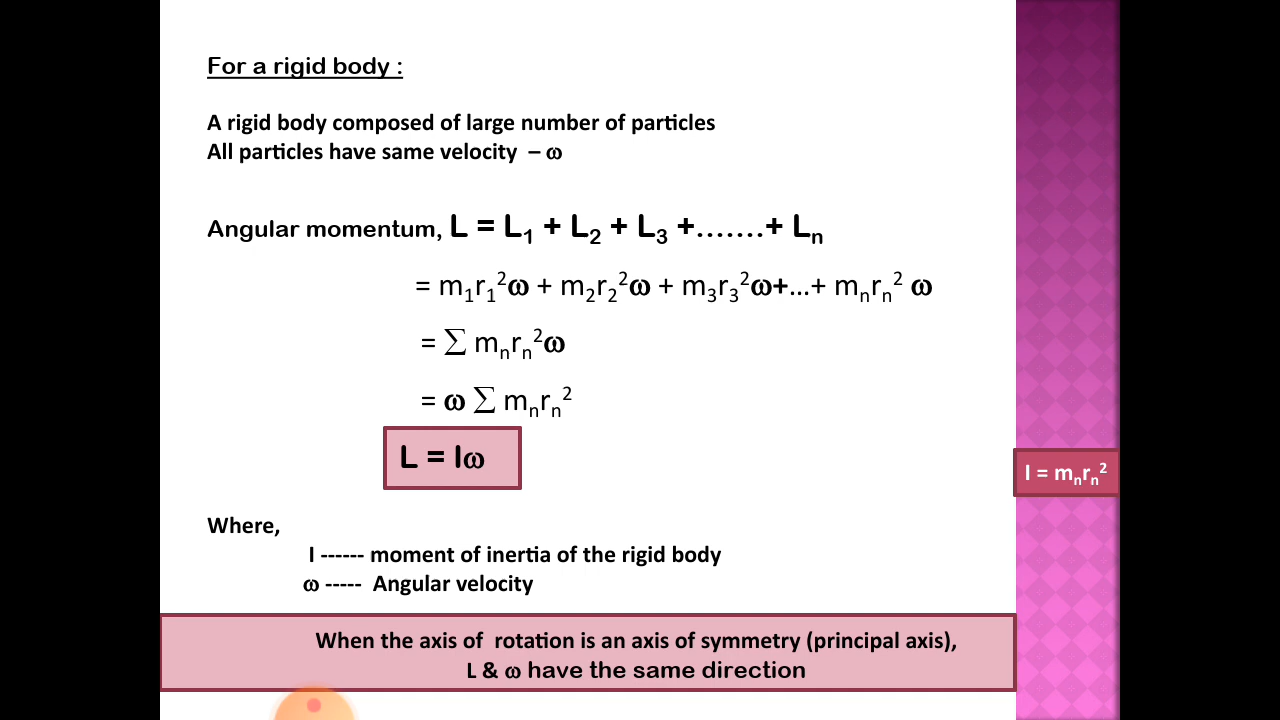 For a rigid body :
A rigid body composed of large number of particles
All particles have same velocity – ω
Angular momentum, L = L₁ + L₂ + L₃ +.......+ Lₙ
= m₁r₁²ω + m₂r₂²ω + m₃r₃²ω+...+ mₙrₙ² ω
= ∑ mₙrₙ²ω
= ω ∑ mₙrₙ²
L = Iω
I = mₙrₙ²
Where,
I ------ moment of inertia of the rigid body
ω ----- Angular velocity
When the axis of rotation is an axis of symmetry (principal axis),
L & ω have the same direction